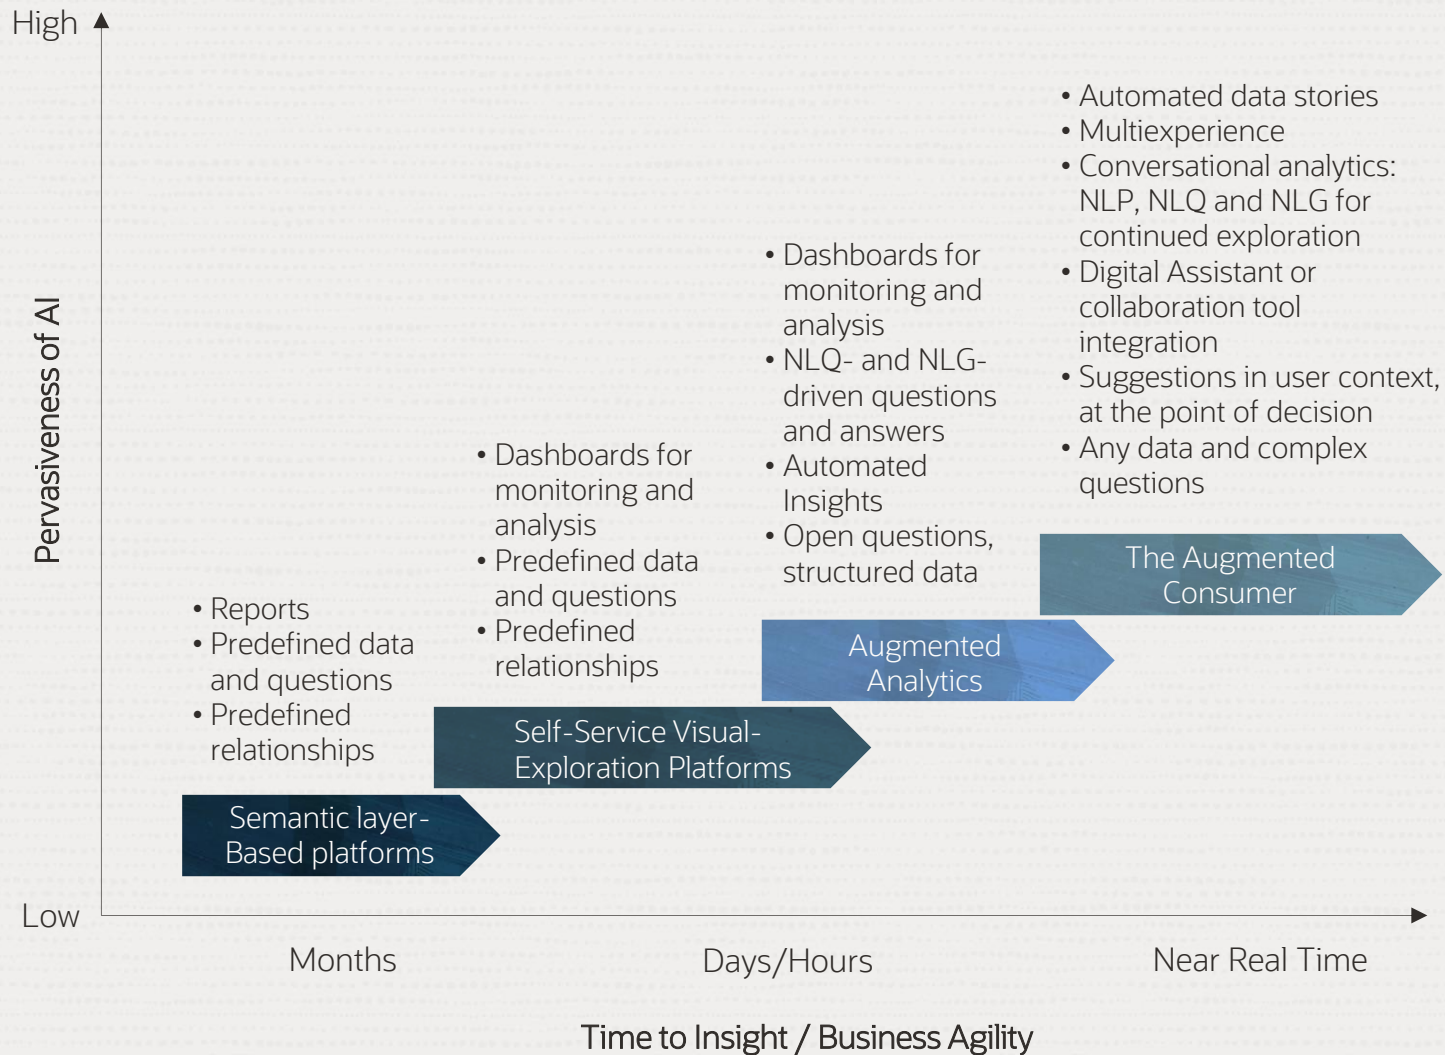 High
Pervasiveness of AI
Low
• Reports
• Predefined data
and questions
• Predefined
relationships
Semantic layer-
Based platforms
• Dashboards for
monitoring and
analysis
• Predefined data
and questions
• Predefined
relationships
Self-Service Visual-
Exploration Platforms
• Dashboards for
monitoring and
analysis
• NLQ- and NLG-
driven questions
and answers
• Automated
Insights
• Open questions,
structured data
Augmented
Analytics
• Automated data stories
• Multiexperience
• Conversational analytics:
NLP, NLQ and NLG for
continued exploration
• Digital Assistant or
collaboration tool
integration
• Suggestions in user context,
at the point of decision
• Any data and complex
questions
The Augmented
Consumer
Months
Days/Hours
Near Real Time
Time to Insight / Business Agility